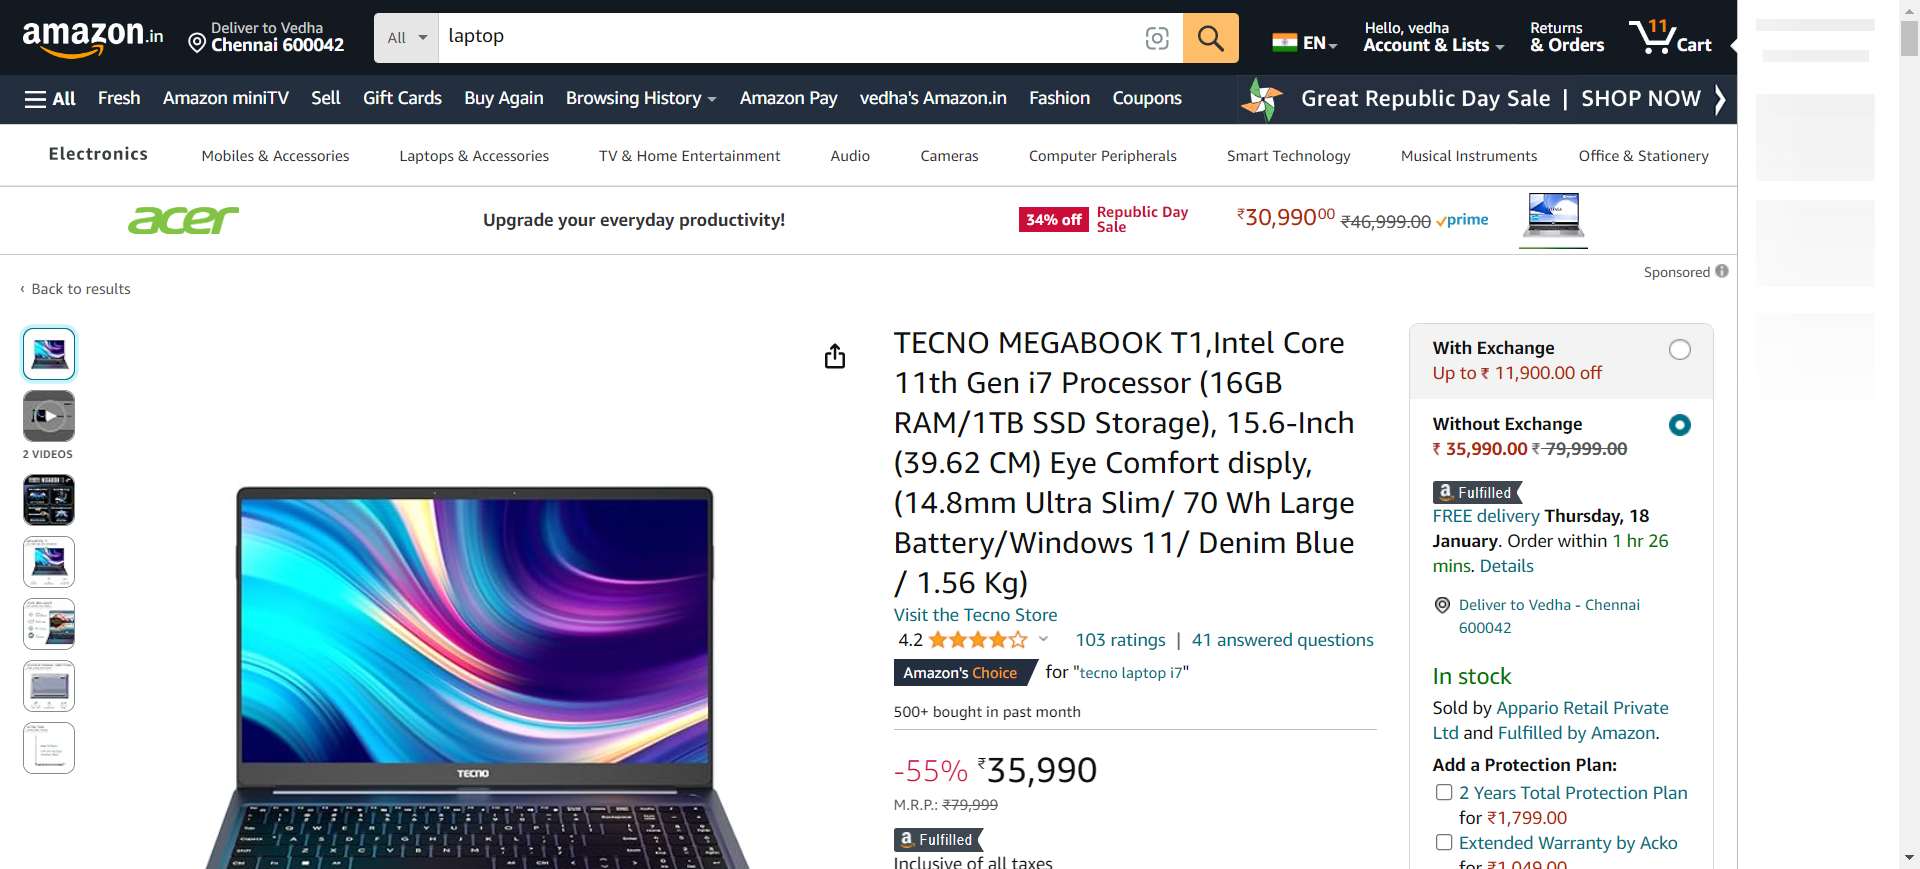 amazon.in
Deliver to Vedha
Chennai 600042
All
laptop
EN
Hello, vedha
Account & Lists
Returns
& Orders
11
Cart
All
Fresh
Amazon miniTV
Sell
Gift Cards
Buy Again
Browsing History
Amazon Pay
vedha's Amazon.in
Fashion
Coupons
Great Republic Day Sale | SHOP NOW
Electronics
Mobiles & Accessories
Laptops & Accessories
TV & Home Entertainment
Audio
Cameras
Computer Peripherals
Smart Technology
Musical Instruments
Office & Stationery
acer
Upgrade your everyday productivity!
34% off
Republic Day
Sale
₹30,99000
₹46,999.00
prime
Sponsored
‹ Back to results
2 VIDEOS
TECNO
TECNO MEGABOOK T1,Intel Core
11th Gen i7 Processor (16GB
RAM/1TB SSD Storage), 15.6-Inch
(39.62 CM) Eye Comfort disply,
(14.8mm Ultra Slim/ 70 Wh Large
Battery/Windows 11/ Denim Blue
/ 1.56 Kg)
Visit the Tecno Store
4.2
103 ratings | 41 answered questions
Amazon's Choice for "tecno laptop i7"
500+ bought in past month
-55% ₹35,990
M.R.P.: ₹79,999
Fulfilled
Inclusive of all taxes
With Exchange
Up to ₹ 11,900.00 off
Without Exchange
₹ 35,990.00 ₹ 79,999.00
Fulfilled
FREE delivery Thursday, 18
January. Order within 1 hr 26
mins. Details
Deliver to Vedha - Chennai
600042
In stock
Sold by Appario Retail Private
Ltd and Fulfilled by Amazon.
Add a Protection Plan:
2 Years Total Protection Plan
for ₹1,799.00
Extended Warranty by Acko
for ₹1,049.00